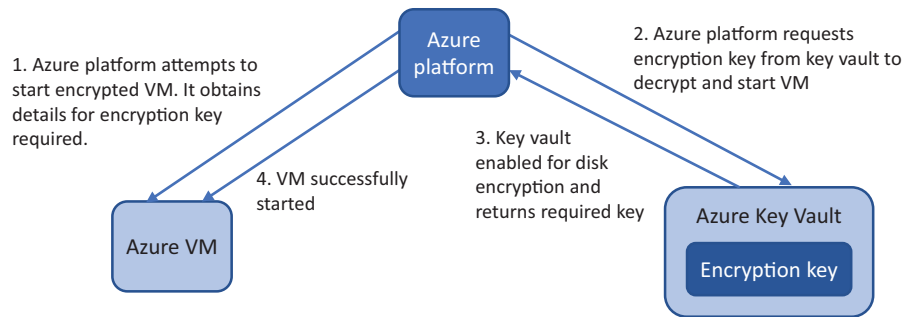 Azure
platform
1. Azure platform attempts to
start encrypted VM. It obtains
details for encryption key
required.
2. Azure platform requests
encryption key from key vault to
decrypt and start VM
3. Key vault
enabled for disk
encryption and
returns required key
4. VM successfully
started
Azure VM
Azure Key Vault
Encryption key